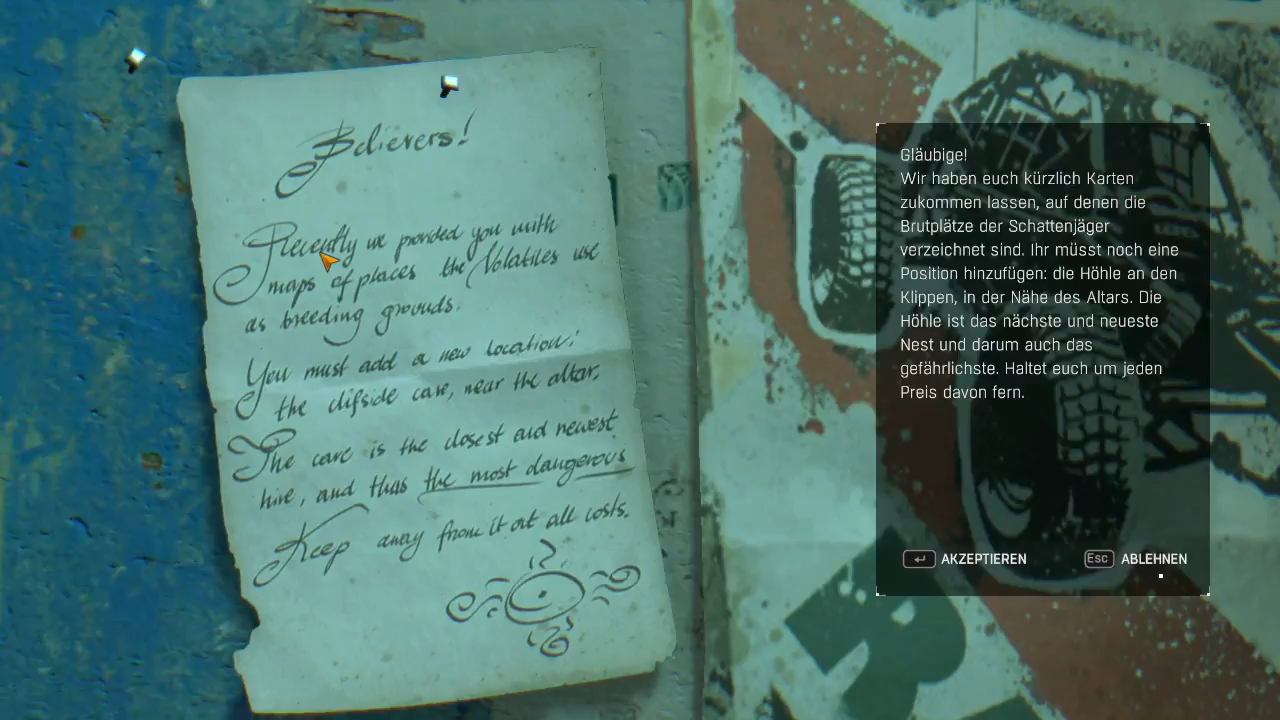 Believers!
Recently we provided you with
maps of places the Volatiles use
as breeding grounds.
You must add a new location:
the clifside cave, near the altar.
The cave is the closest and newest
hive, and thus the most dangerous
Keep away from it at all costs.
Gläubige!
Wir haben euch kürzlich Karten
zukommen lassen, auf denen die
Brutplätze der Schattenjäger
verzeichnet sind. Ihr müsst noch eine
Position hinzufügen: die Höhle an den
Klippen, in der Nähe des Altars. Die
Höhle ist das nächste und neueste
Nest und darum auch das
gefährlichste. Haltet euch um jeden
Preis davon fern.
AKZEPTIEREN Esc ABLEHNEN
R